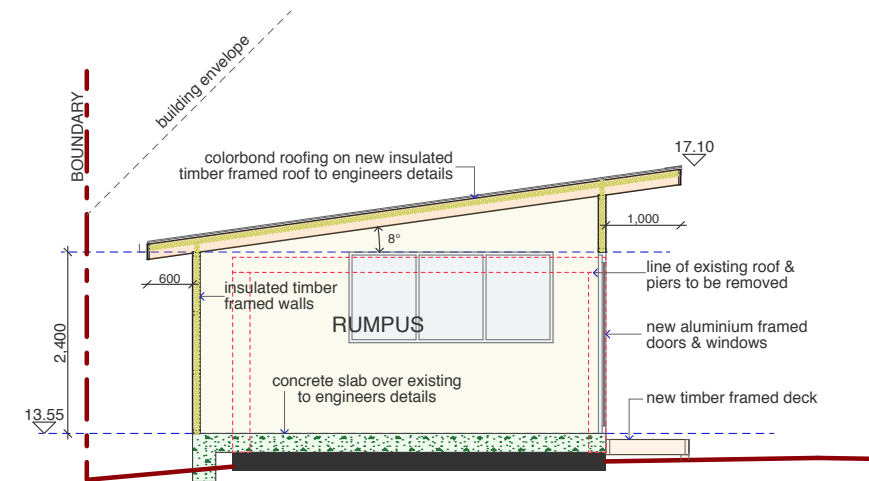 building envelope
BOUNDARY
17.10
colorbond roofing on new insulated
timber framed roof to engineers details
1,000
8°
600
insulated timber
framed walls
line of existing roof &
piers to be removed
RUMPUS
new aluminium framed
doors & windows
2,400
concrete slab over existing
to engineers details
new timber framed deck
13.55